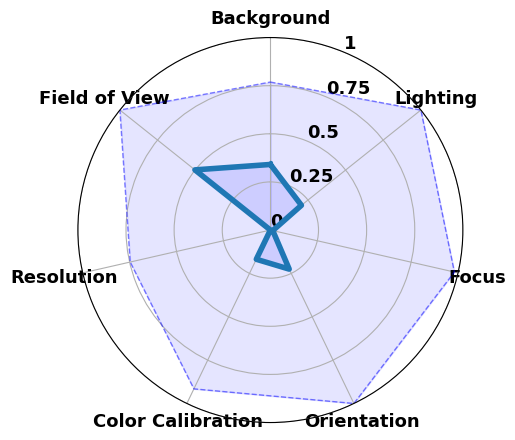 Background
1
0.75
Field of View
Lighting
0.5
0.25
0
Resolution
Focus
Color Calibration
Orientation